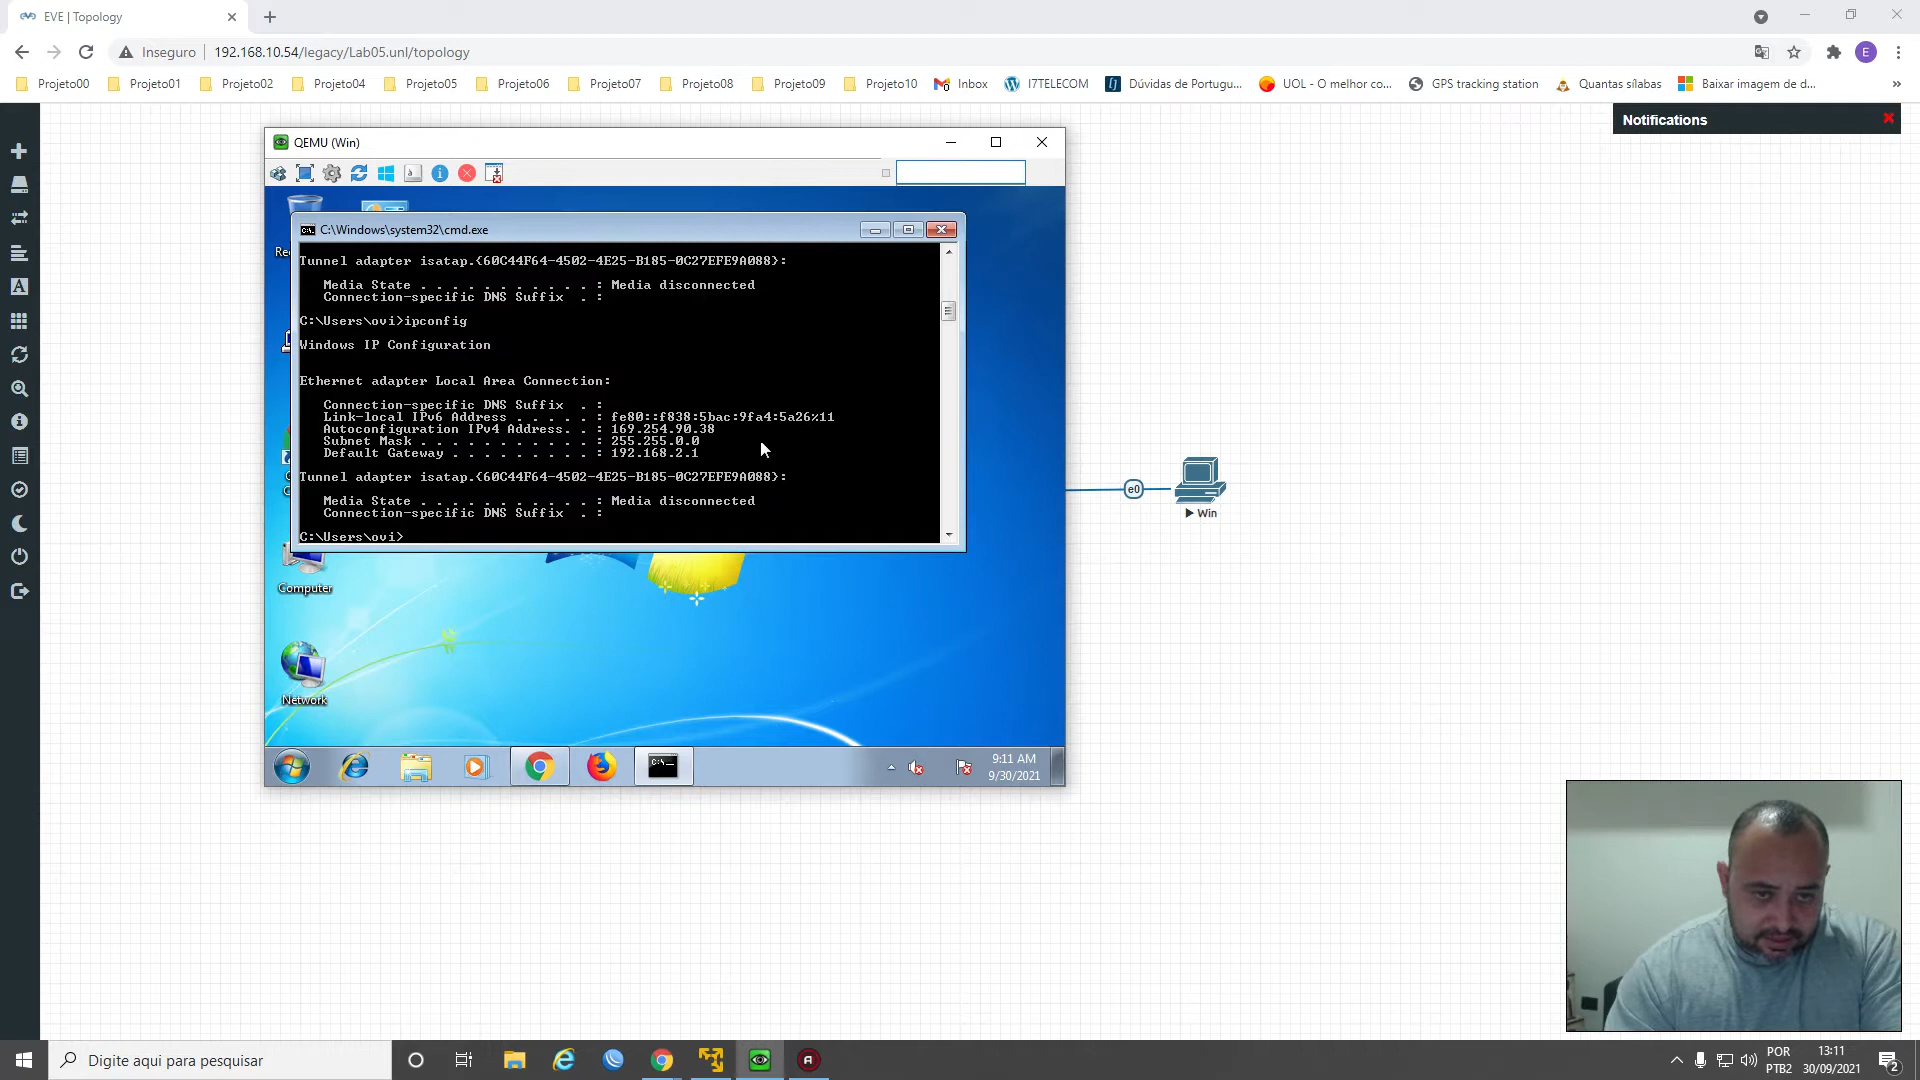 EVE | Topology
Inseguro
192.168.10.54/legacy/Lab05.unl/topology
E
Projeto00
Projeto01
Projeto02
Projeto04
Projeto05
Projeto06
Projeto07
Projeto08
Projeto09
Projeto10
Inbox
I7TELECOM
Dúvidas de Portugu...
UOL - O melhor co...
GPS tracking station
Quantas sílabas
Baixar imagem de d...
»
Notifications
QEMU (Win)
C:\Windows\system32\cmd.exe
Tunnel adapter isatap.{60C44F64-4502-4E25-B185-0C27EFE9A088}:
Media State . . . . . . . . . . . : Media disconnected
Connection-specific DNS Suffix . :
C:\Users\ovi>ipconfig
Windows IP Configuration
Ethernet adapter Local Area Connection:
Connection-specific DNS Suffix . :
Link-local IPv6 Address . . . . . : fe80::f838:5bac:9fa4:5a26%11
Autoconfiguration IPv4 Address. . : 169.254.90.38
Subnet Mask . . . . . . . . . . . : 255.255.0.0
Default Gateway . . . . . . . . . : 192.168.2.1
Tunnel adapter isatap.{60C44F64-4502-4E25-B185-0C27EFE9A088}:
Media State . . . . . . . . . . . : Media disconnected
Connection-specific DNS Suffix . :
C:\Users\ovi>
e0
Win
Computer
Network
9:11 AM
9/30/2021
Digite aqui para pesquisar
POR
PTB2
13:11
30/09/2021
2